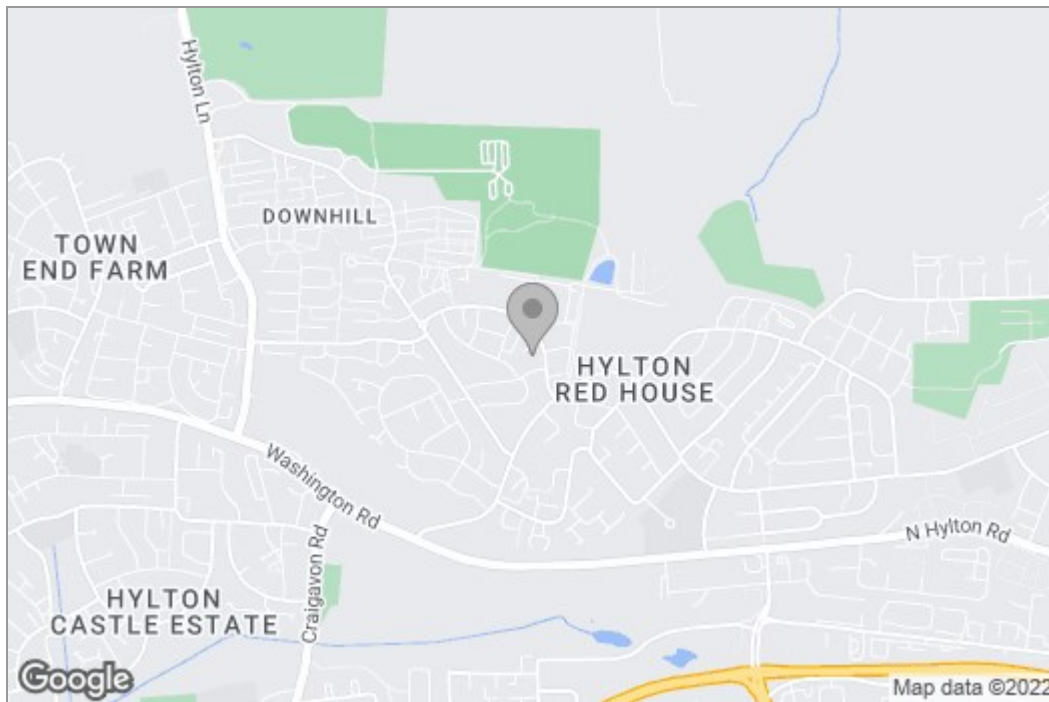 Hylton Ln
DOWNHILL
TOWN
END FARM
HYLTON
RED HOUSE
Washington Rd
N Hylton Rd
Craigavon Rd
HYLTON
CASTLE ESTATE
Google
Map data ©2022